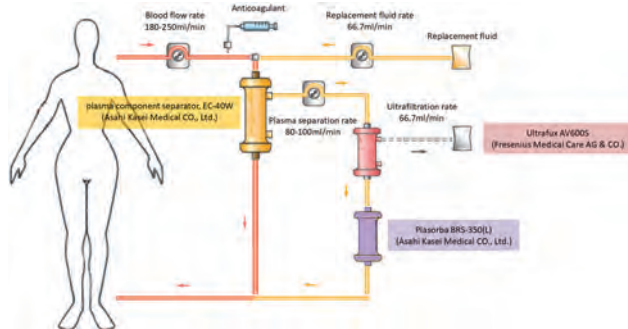 Blood flow rate
180-250ml/min
Anticoagulant
Replacement fluid rate
66.7ml/min
Replacement fluid
plasma component separator, EC-40W
(Asahi Kasei Medical CO., Ltd.)
Plasma separation rate
80-100ml/min
Ultrafiltration rate
66.7ml/min
Ultraflux AV600S
(Fresenius Medical Care AG & CO.)
Plasorba BRS-350(L)
(Asahi Kasei Medical CO., Ltd.)